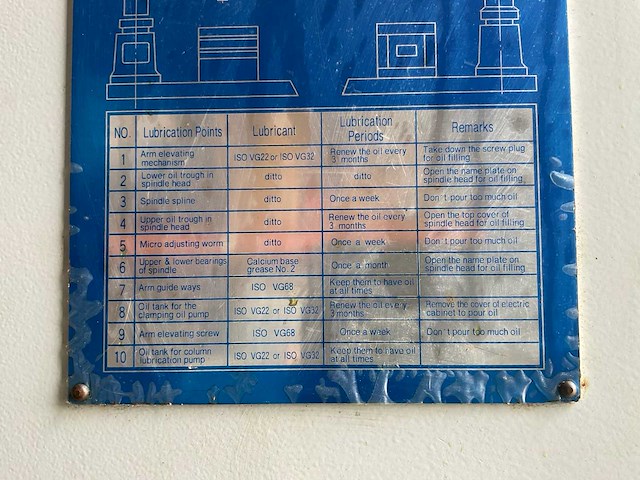 NO. Lubrication Points Lubricant Lubrication Periods Remarks
1 Arm elevating mechanism ISO VG22 or ISO VG32 Renew the oil every 3 months Take down the screw plug for oil filling
2 Lower oil trough in spindle head ditto ditto Open the name plate on spindle head for oil filling
3 Spindle spline ditto Once a week Don't pour too much oil
4 Upper oil trough in spindle head ditto Renew the oil every 3 months Open the top cover of spindle head for oil filling
5 Micro adjusting worm ditto Once a week Don't pour too much oil
6 Upper & lower bearings of spindle Calcium base grease No. 2 Once a month Open the name plate on spindle head for oil filling
7 Arm guide ways ISO VG68 Keep them to have oil at all times
8 Oil tank for the clamping oil pump ISO VG22 or ISO VG32 Renew the oil every 3 months Remove the cover of electric cabinet to pour oil
9 Arm elevating screw ISO VG68 Once a week Don't pour too much oil
10 Oil tank for column lubrication pump ISO VG22 or ISO VG32 Keep them to have oil at all times